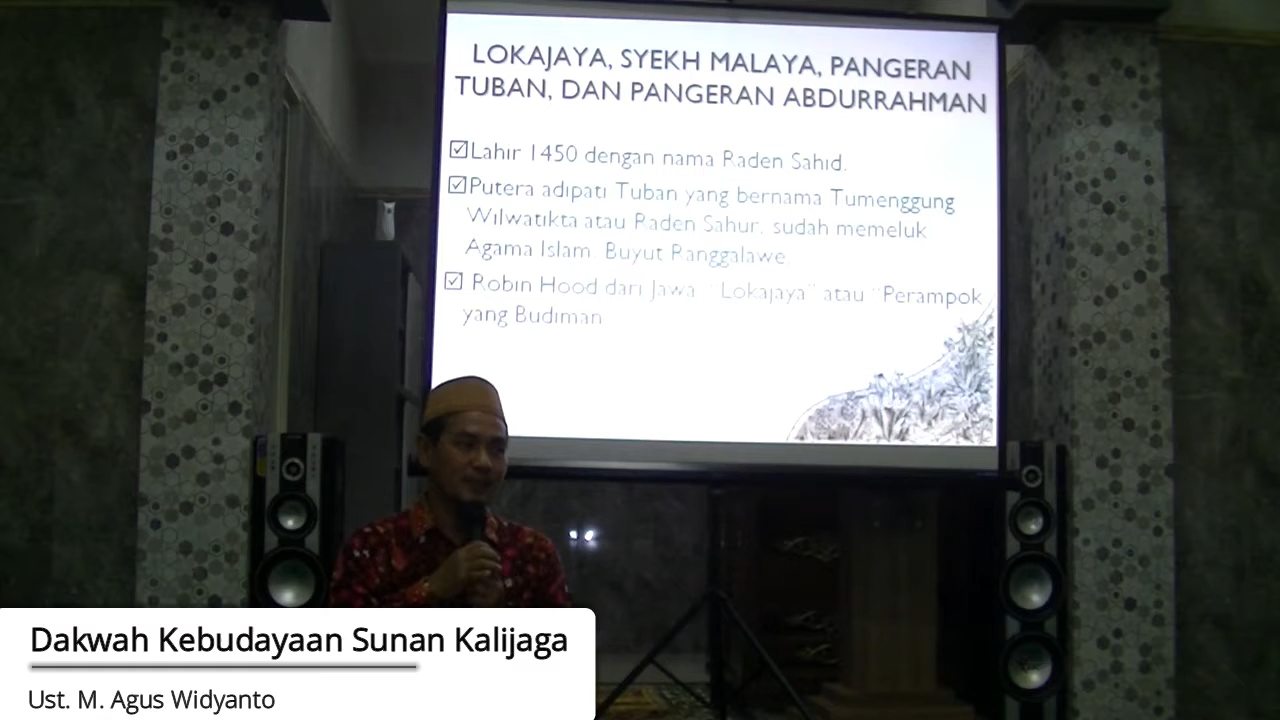 LOKAJAYA, SYEKH MALAYA, PANGERAN
TUBAN, DAN PANGERAN ABDURRAHMAN
Lahir 1450 dengan nama Raden Sahid.
Putera adipati Tuban yang bernama Tumenggung
Wilwatikta atau Raden Sahur, sudah memeluk
Agama Islam. Buyut Ranggalawe
Robin Hood dari Jawa "Lokajaya" atau "Perampok
yang Budiman
Dakwah Kebudayaan Sunan Kalijaga
Ust. M. Agus Widyanto